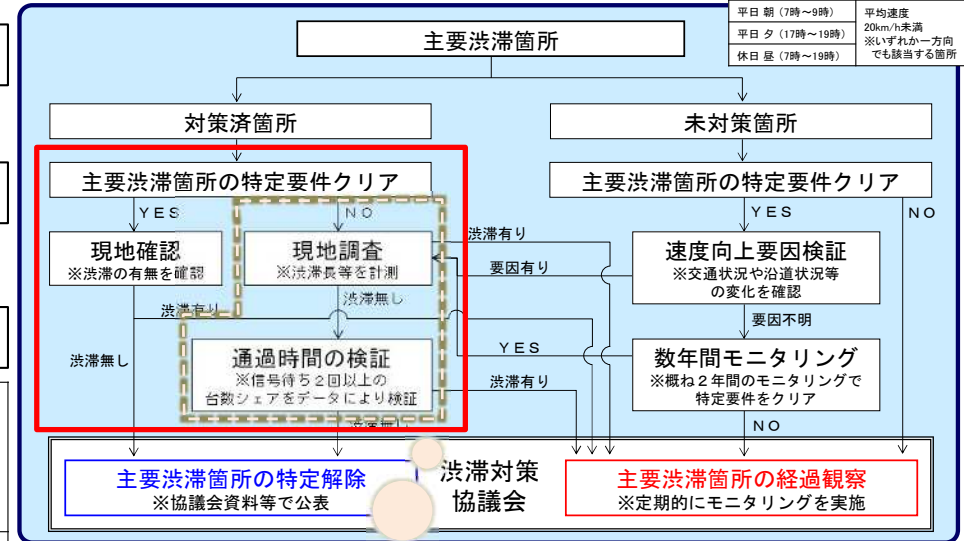 平日 朝（7時～9時）
平日 夕（17時～19時）
休日 昼（7時～19時）
平均速度
20km/h未満
※いずれか一方向
でも該当する箇所
主要渋滞箇所
対策済箇所
未対策箇所
主要渋滞箇所の特定要件クリア
主要渋滞箇所の特定要件クリア
ＹＥＳ
ＮＯ
ＹＥＳ
ＮＯ
現地確認
※渋滞の有無を確認
現地調査
※渋滞長等を計測
渋滞有り
要因有り
速度向上要因検証
※交通状況や沿道状況等
の変化を確認
渋滞有り
渋滞無し
要因不明
渋滞無し
通過時間の検証
※信号待ち２回以上の
台数シェアをデータにより検証
ＹＥＳ
渋滞有り
数年間モニタリング
※概ね２年間のモニタリングで
特定要件をクリア
渋滞無し
ＮＯ
主要渋滞箇所の特定解除
※協議会資料等で公表
渋滞対策
協議会
主要渋滞箇所の経過観察
※定期的にモニタリングを実施